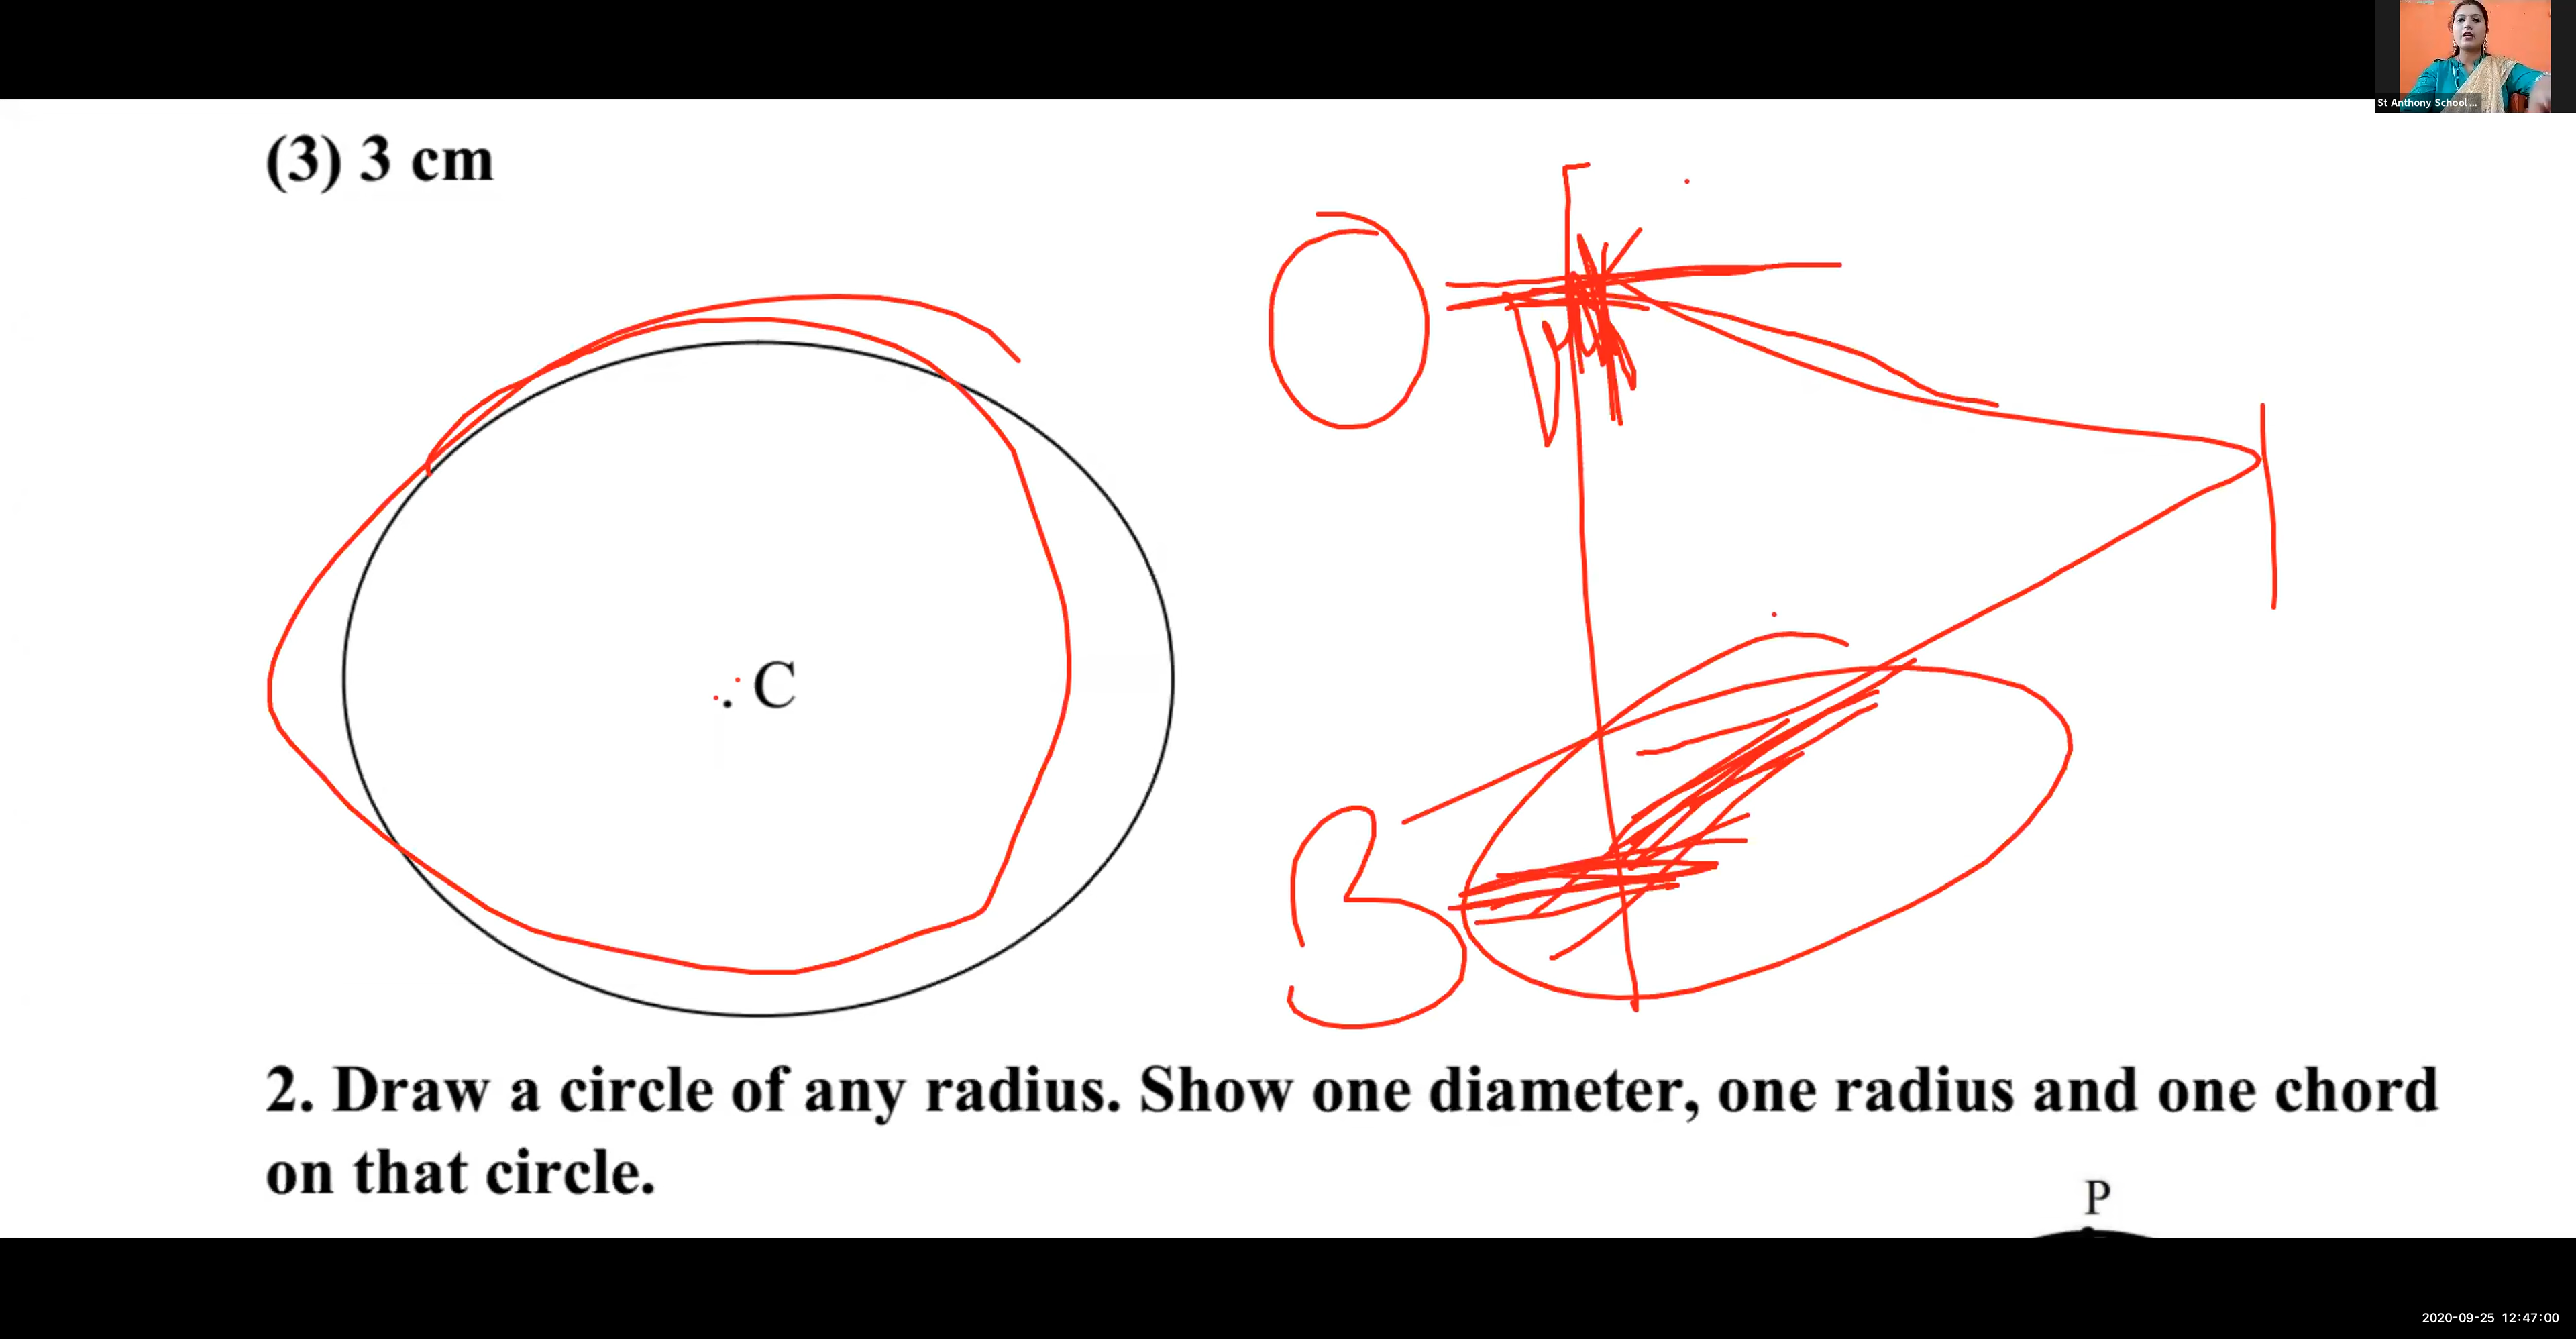 St Anthony School ...
(3) 3 cm
O
C
B
2. Draw a circle of any radius. Show one diameter, one radius and one chord
on that circle.
P
2020-09-25 12:47:00